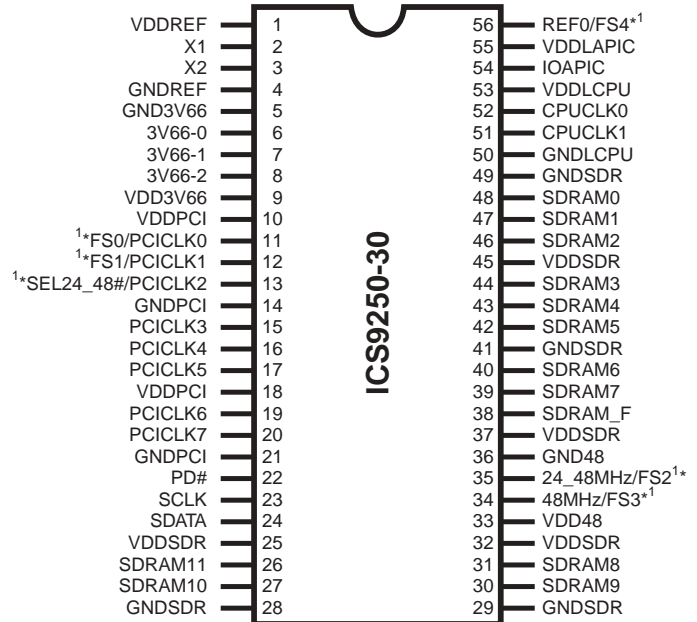 VDDREF 1 56 REF0/FS4*1
X1 2 55 VDDLAPIC
X2 3 54 IOAPIC
GNDREF 4 53 VDDLCPU
GND3V66 5 52 CPUCLK0
3V66-0 6 51 CPUCLK1
3V66-1 7 50 GNDLCPU
3V66-2 8 49 GNDSDR
VDD3V66 9 48 SDRAM0
VDDPCI 10 47 SDRAM1
1*FS0/PCICLK0 11 46 SDRAM2
1*FS1/PCICLK1 12 45 VDDSDR
1*SEL24_48#/PCICLK2 13 44 SDRAM3
GNDPCI 14 43 SDRAM4
PCICLK3 15 42 SDRAM5
PCICLK4 16 41 GNDSDR
PCICLK5 17 40 SDRAM6
VDDPCI 18 39 SDRAM7
PCICLK6 19 38 SDRAM_F
PCICLK7 20 37 VDDSDR
GNDPCI 21 36 GND48
PD# 22 35 24_48MHz/FS21*
SCLK 23 34 48MHz/FS3*1
SDATA 24 33 VDD48
VDDSDR 25 32 VDDSDR
SDRAM11 26 31 SDRAM8
SDRAM10 27 30 SDRAM9
GNDSDR 28 29 GNDSDR
ICS9250-30